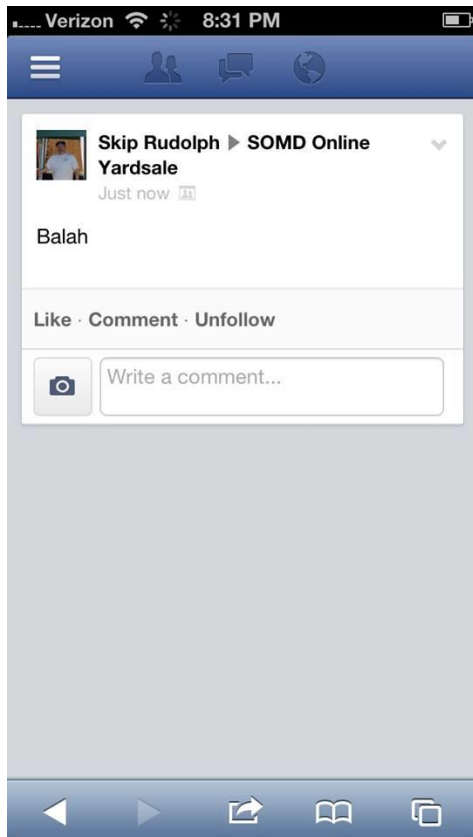 Verizon 8:31 PM
Skip Rudolph ▶ SOMD Online
Yardsale
Just now
Balah
Like · Comment · Unfollow
Write a comment...